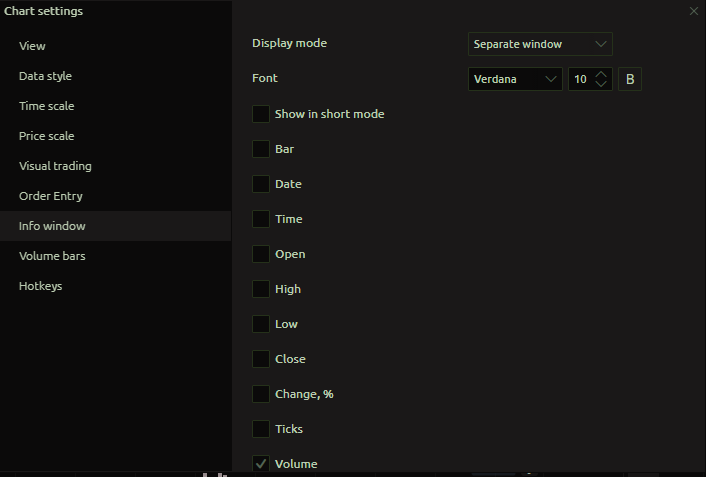 Chart settings
View
Data style
Time scale
Price scale
Visual trading
Order Entry
Info window
Volume bars
Hotkeys
Display mode
Separate window
Font
Verdana
10
B
Show in short mode
Bar
Date
Time
Open
High
Low
Close
Change, %
Ticks
Volume